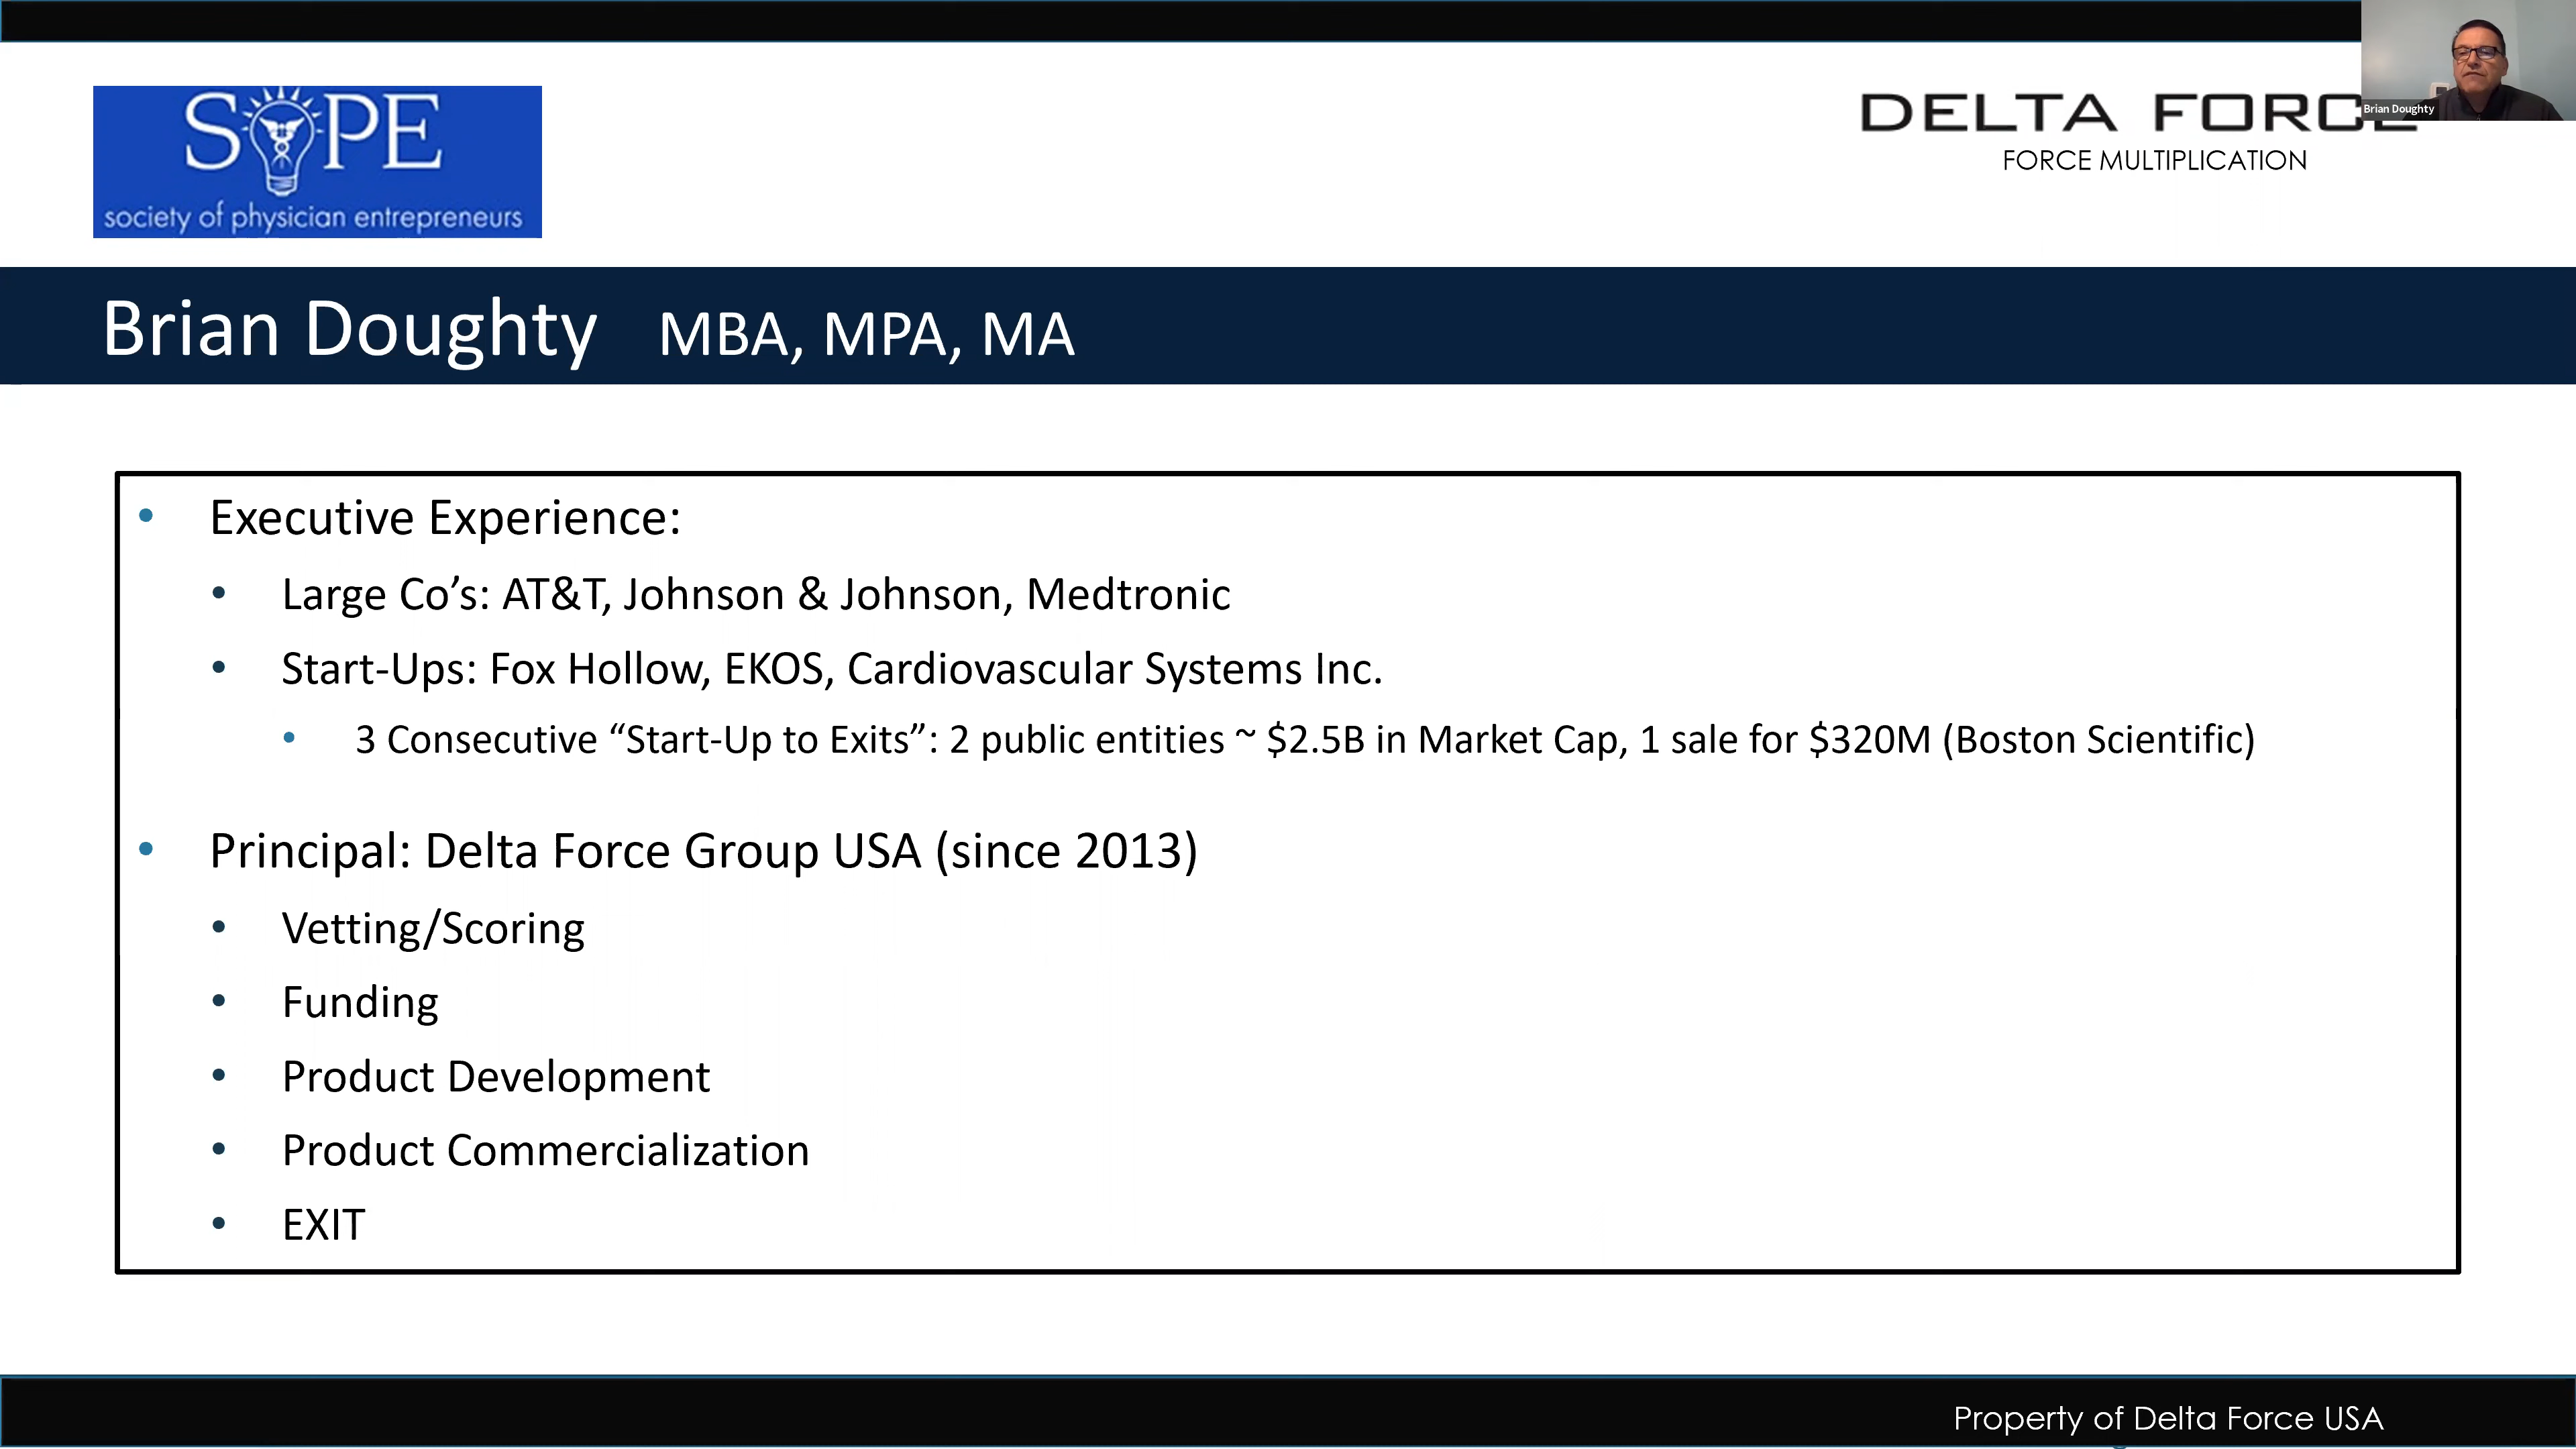 SOPE
society of physician entrepreneurs
DELTA FORCE
FORCE MULTIPLICATION
Brian Doughty
Brian Doughty MBA, MPA, MA
• Executive Experience:
• Large Co’s: AT&T, Johnson & Johnson, Medtronic
• Start-Ups: Fox Hollow, EKOS, Cardiovascular Systems Inc.
• 3 Consecutive “Start-Up to Exits”: 2 public entities ~ $2.5B in Market Cap, 1 sale for $320M (Boston Scientific)
• Principal: Delta Force Group USA (since 2013)
• Vetting/Scoring
• Funding
• Product Development
• Product Commercialization
• EXIT
Property of Delta Force USA